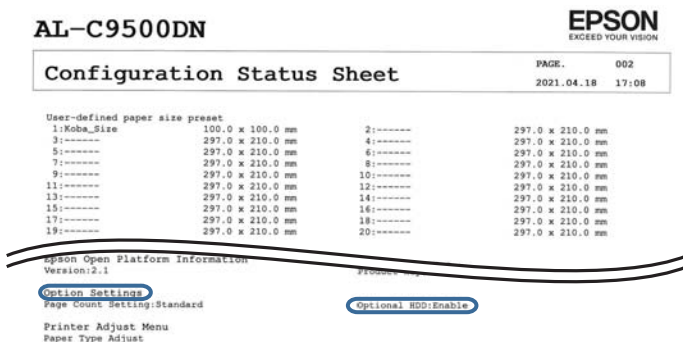 AL-C9500DN
EPSON
EXCEED YOUR VISION
Configuration Status Sheet
PAGE. 002
2021.04.18 17:08
User-defined paper size preset
1:Koba_Size 100.0 x 100.0 mm 2:------ 297.0 x 210.0 mm
3:------ 297.0 x 210.0 mm 4:------ 297.0 x 210.0 mm
5:------ 297.0 x 210.0 mm 6:------ 297.0 x 210.0 mm
7:------ 297.0 x 210.0 mm 8:------ 297.0 x 210.0 mm
9:------ 297.0 x 210.0 mm 10:------ 297.0 x 210.0 mm
11:------ 297.0 x 210.0 mm 12:------ 297.0 x 210.0 mm
13:------ 297.0 x 210.0 mm 14:------ 297.0 x 210.0 mm
15:------ 297.0 x 210.0 mm 16:------ 297.0 x 210.0 mm
17:------ 297.0 x 210.0 mm 18:------ 297.0 x 210.0 mm
19:------ 297.0 x 210.0 mm 20:------ 297.0 x 210.0 mm
Epson Open Platform Information
Version:2.1
Option Settings
Page Count Setting:Standard Optional HDD:Enable
Printer Adjust Menu
Paper Type Adjust